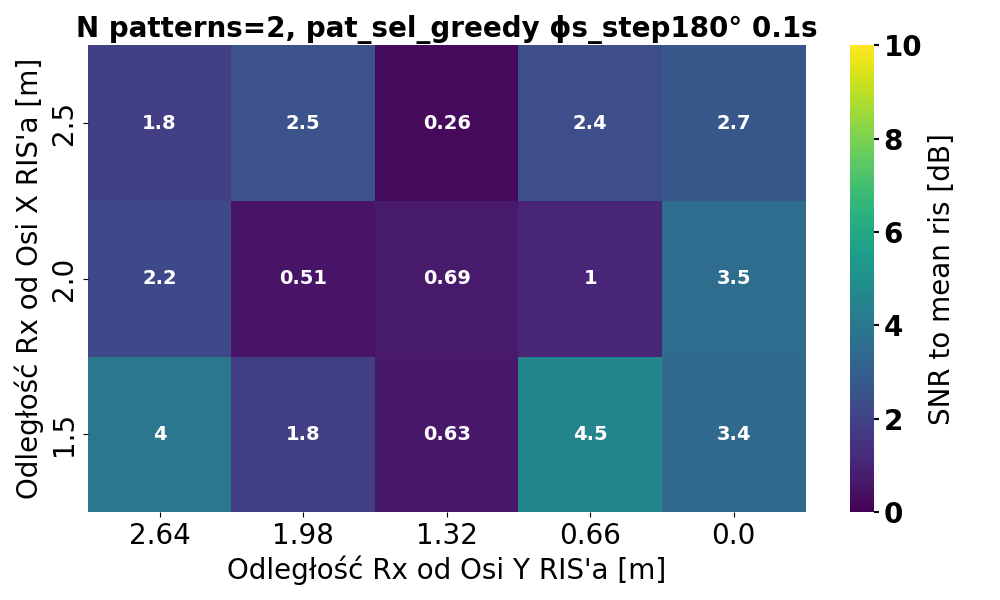 N patterns=2, pat_sel_greedy ϕs_step180° 0.1s
Odległość Rx od Osi X RIS'a [m]
2.5
1.8 2.5 0.26 2.4 2.7
2.0
2.2 0.51 0.69 1 3.5
1.5
4 1.8 0.63 4.5 3.4
2.64 1.98 1.32 0.66 0.0
Odległość Rx od Osi Y RIS'a [m]
10
8
6
4
2
0
SNR to mean ris [dB]